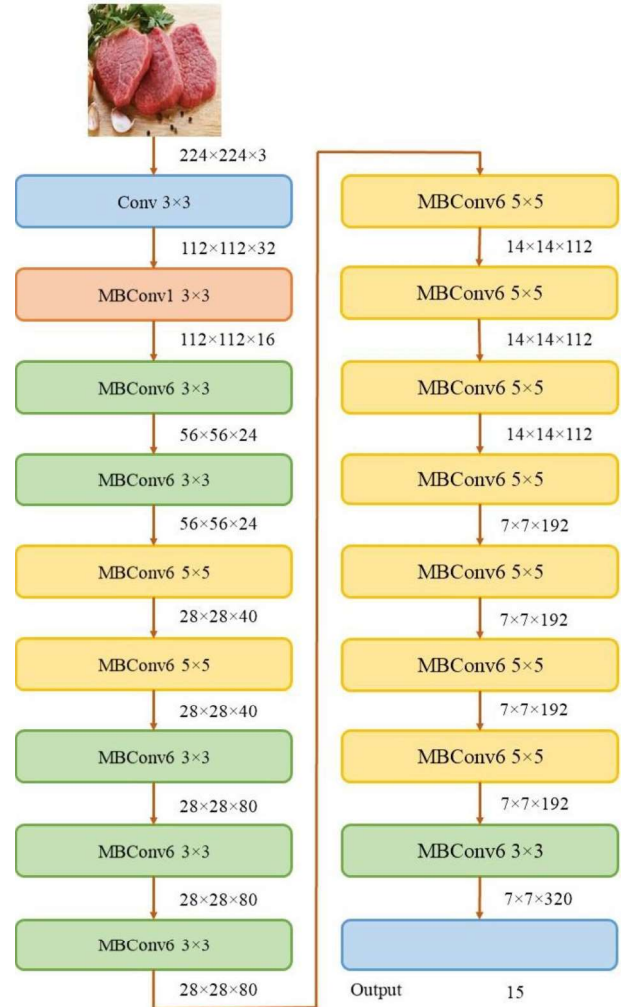 224×224×3
Conv 3×3
112×112×32
MBConv1 3×3
112×112×16
MBConv6 3×3
56×56×24
MBConv6 3×3
56×56×24
MBConv6 5×5
28×28×40
MBConv6 5×5
28×28×40
MBConv6 3×3
28×28×80
MBConv6 3×3
28×28×80
MBConv6 3×3
28×28×80
MBConv6 5×5
14×14×112
MBConv6 5×5
14×14×112
MBConv6 5×5
14×14×112
MBConv6 5×5
7×7×192
MBConv6 5×5
7×7×192
MBConv6 5×5
7×7×192
MBConv6 5×5
7×7×192
MBConv6 3×3
7×7×320
Output 15